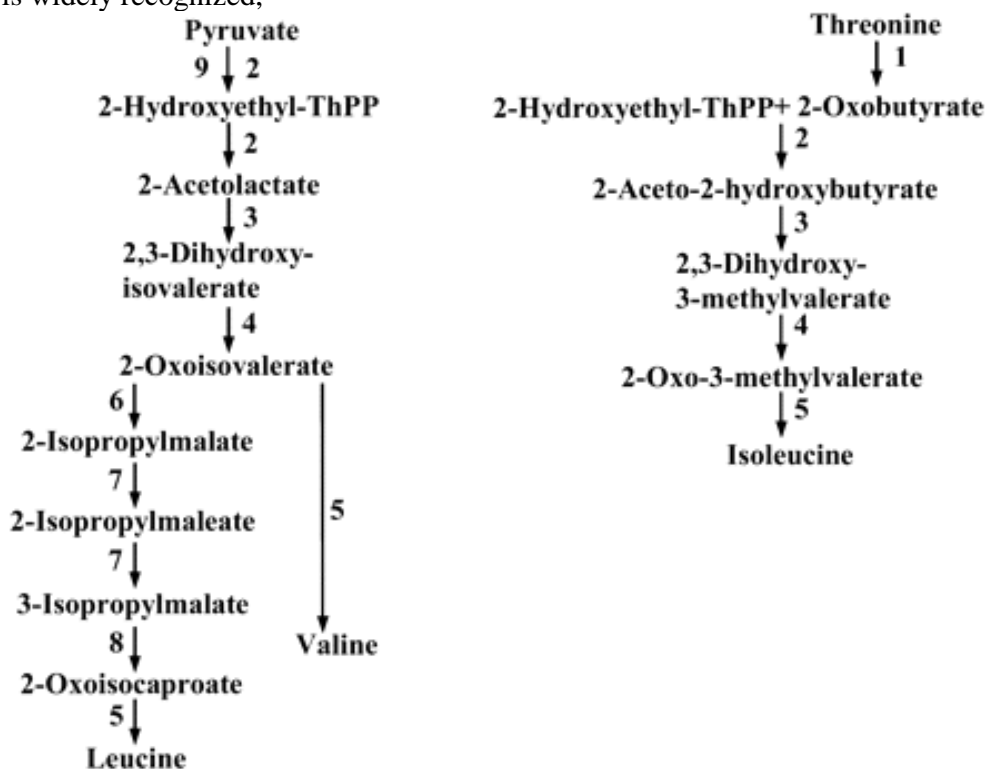 is widely recognized,
Pyruvate
9 2
2-Hydroxyethyl-ThPP
2
2-Acetolactate
3
2,3-Dihydroxy-
isovalerate
4
2-Oxoisovalerate
6
2-Isopropylmalate
7
2-Isopropylmaleate
7
3-Isopropylmalate
8
2-Oxoisocaproate
5
Leucine
5
Valine
Threonine
1
2-Hydroxyethyl-ThPP+ 2-Oxobutyrate
2
2-Aceto-2-hydroxybutyrate
3
2,3-Dihydroxy-
3-methylvalerate
4
2-Oxo-3-methylvalerate
5
Isoleucine